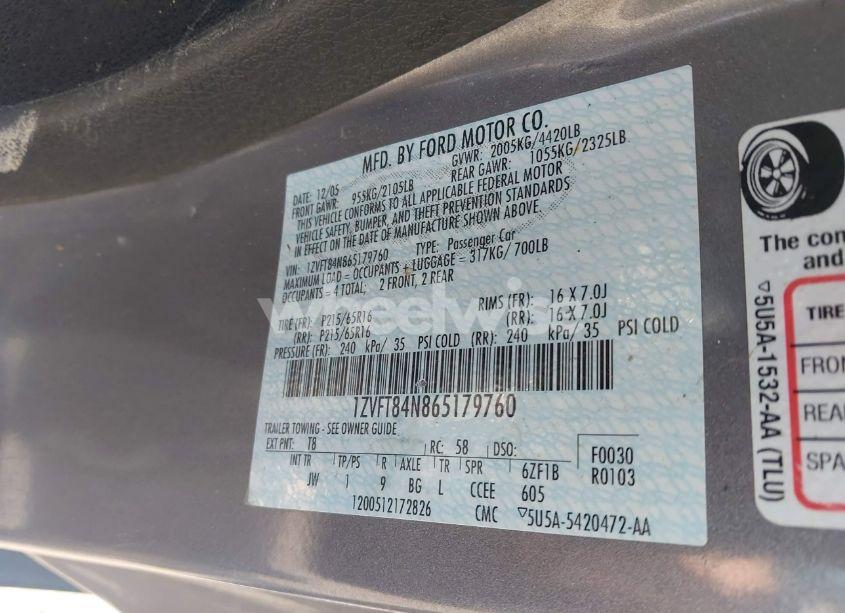 MFD. BY FORD MOTOR CO.
DATE: 12/05 GVWR: 2005KG/4420LB
FRONT GAWR: 955KG/2105LB REAR GAWR: 1055KG/2325LB
THIS VEHICLE CONFORMS TO ALL APPLICABLE FEDERAL MOTOR
VEHICLE SAFETY, BUMPER, AND THEFT PREVENTION STANDARDS
IN EFFECT ON THE DATE OF MANUFACTURE SHOWN ABOVE.
VIN: 1ZVFT84N865179760 TYPE: Passenger Car
MAXIMUM LOAD = OCCUPANTS + LUGGAGE = 317KG/ 700LB
OCCUPANTS = 4 TOTAL; 2 FRONT, 2 REAR
TIRE (FR): P215/65R16 RIMS (FR): 16 X 7.0J
(RR): P215/65R16 (RR): 16 X 7.0J
PRESSURE (FR): 240 kPa/ 35 PSI COLD (RR): 240 kPa/ 35 PSI COLD
1ZVFT84N865179760
TRAILER TOWING - SEE OWNER GUIDE
EXT PNT: T8 RC: 58 DSO: F0030
INT TR TP/PS R AXLE TR SPR 6ZF1B R0103
JW 1 9 BG L CCEE 605
1200512172826 CMC ▽5U5A-5420472-AA
wheelwis
▽5U5A-1532-AA (TLU)
The com
and
TIRE
FRON
REA
SPA